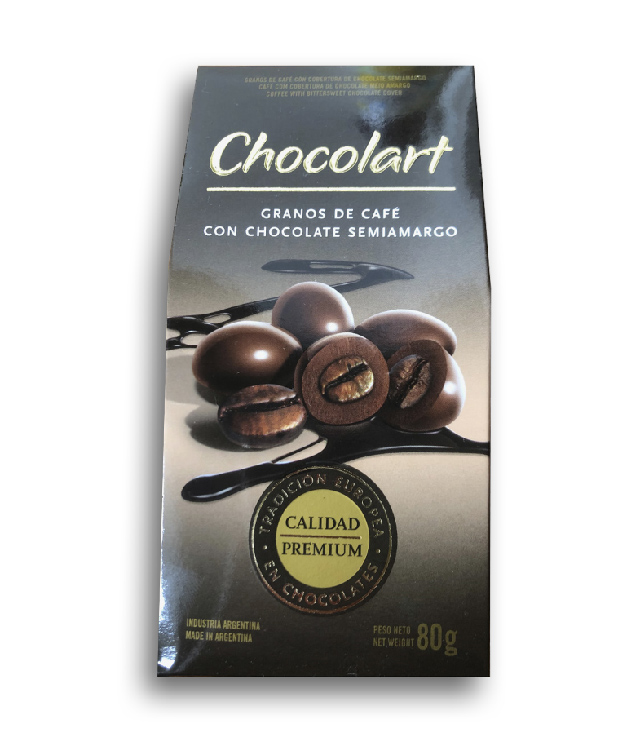 GRANOS DE CAFÉ CON COBERTURA DE CHOCOLATE SEMIAMARGO
CAFÉ COM COBERTURA DE CHOCOLATE MEIO AMARGO
COFFEE WITH BITTERSWEET CHOCOLATE COVER
Chocolart
GRANOS DE CAFÉ
CON CHOCOLATE SEMIAMARGO
TRADICIÓN EUROPEA
CALIDAD
PREMIUM
EN CHOCOLATES
INDUSTRIA ARGENTINA
MADE IN ARGENTINA
PESO NETO
NET WEIGHT 80g